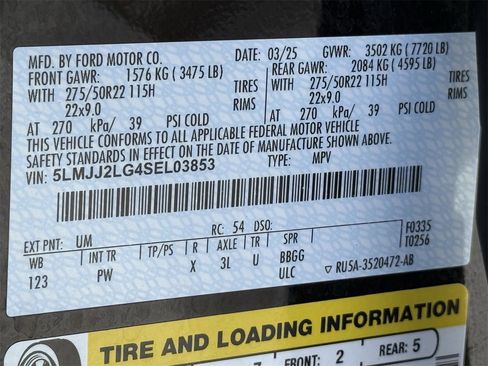 MFD. BY FORD MOTOR CO. 03/25 GVWR: 3502 KG (7720 LB)
FRONT GAWR: 1576 KG (3475 LB) REAR GAWR: 2084 KG (4595 LB)
WITH 275/50R22 115H TIRES WITH 275/50R22 115H TIRES
22x9.0 RIMS 22x9.0 RIMS
AT 270 kPa/ 39 PSI COLD AT 270 kPa/ 39 PSI COLD
THIS VEHICLE CONFORMS TO ALL APPLICABLE FEDERAL MOTOR VEHICLE
SAFETY STANDARDS IN EFFECT ON THE DATE OF MANUFACTURE SHOWN ABOVE.
VIN: 5LMJJ2LG4SEL03853 TYPE: MPV
EXT PNT: UM RC: 54 DSO: F0335
WB INT TR TP/PS R AXLE TR SPR T0256
123 PW X 3L U BBGG
ULC ▽ RU5A-3520472-AB
TIRE AND LOADING INFORMATION
7 FRONT: 2 REAR: 5